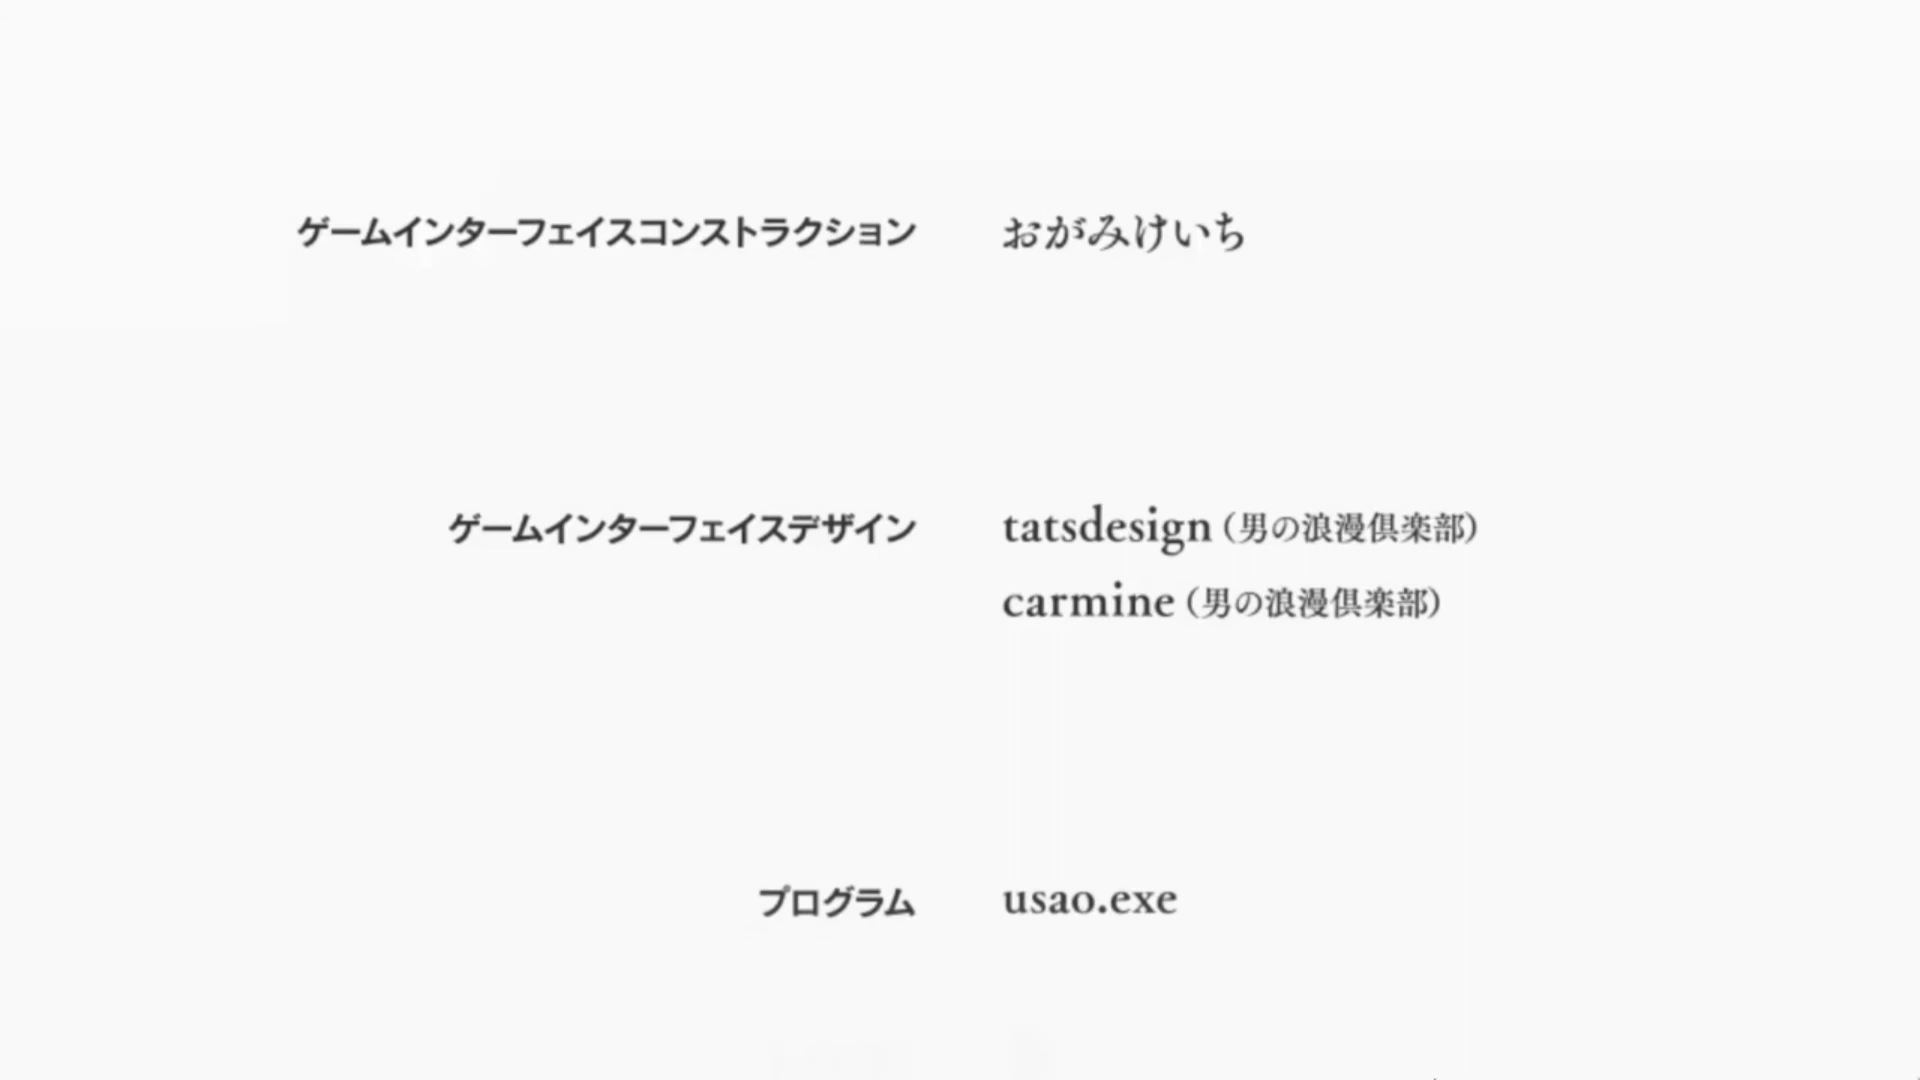 ゲームインターフェイスコンストラクション　おがみけいち
ゲームインターフェイスデザイン　tatsdesign（男の浪漫倶楽部）
carmine（男の浪漫倶楽部）
プログラム　usao.exe